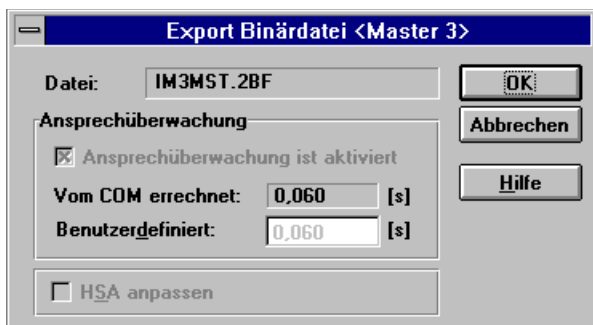 Export Binärdatei <Master 3>
Datei: IM3MST.2BF
OK
Ansprechüberwachung
Abbrechen
Ansprechüberwachung ist aktiviert
Vom COM errechnet: 0,060 [s]
Hilfe
Benutzerdefiniert: 0,060 [s]
HSA anpassen